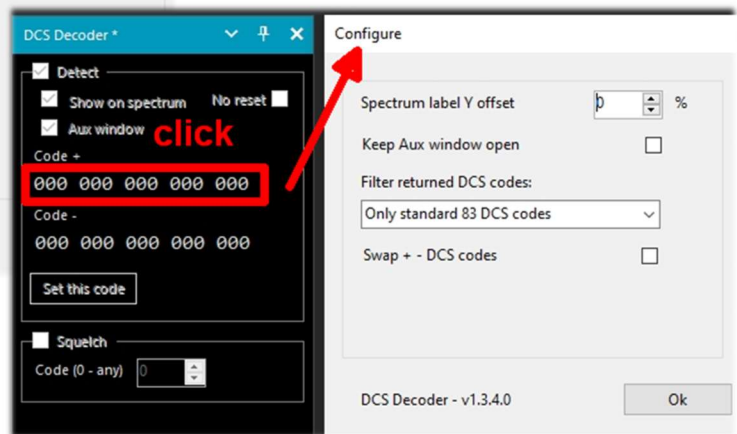 DCS Decoder *
Detect
Show on spectrum No reset
Aux window
click
Code +
000 000 000 000 000
Code -
000 000 000 000 000
Set this code
Squelch
Code (0 - any) 0
Configure
Spectrum label Y offset 0 %
Keep Aux window open
Filter returned DCS codes:
Only standard 83 DCS codes
Swap + - DCS codes
DCS Decoder - v1.3.4.0 Ok